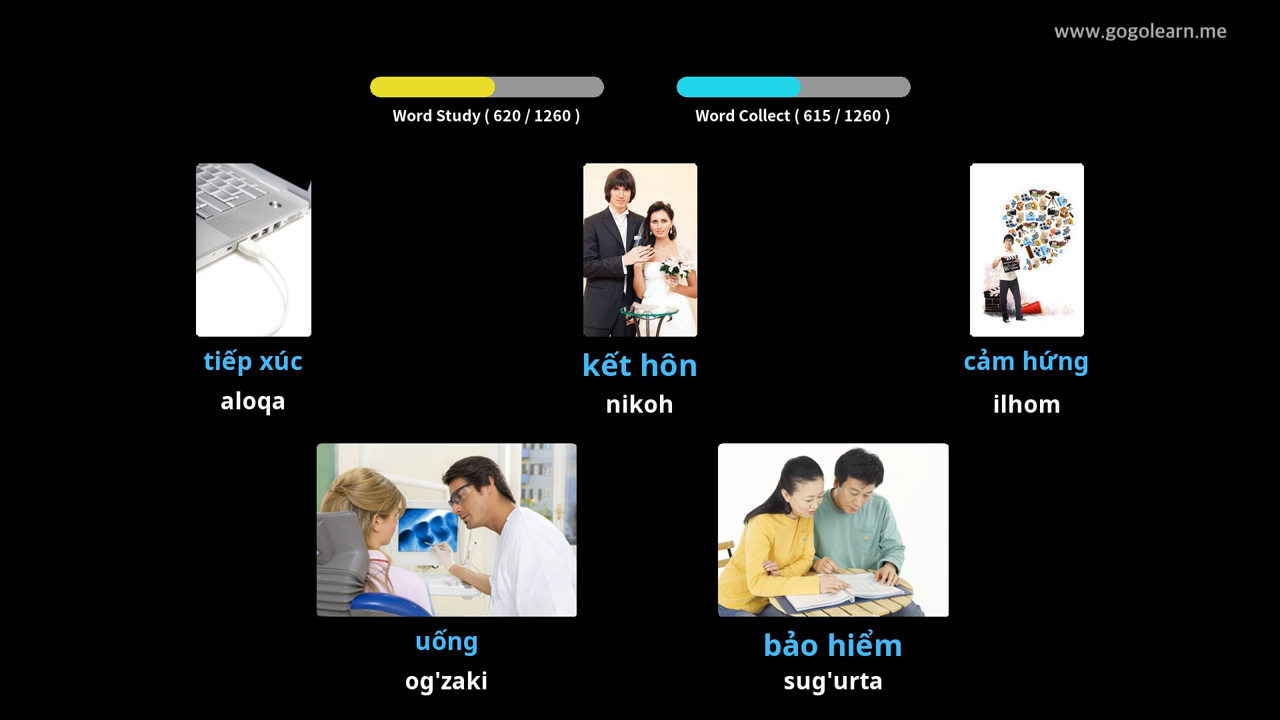 www.gogolearn.me
Word Study ( 620 / 1260 )
Word Collect ( 615 / 1260 )
tiếp xúc
aloqa
kết hôn
nikoh
cảm hứng
ilhom
uống
og'zaki
bảo hiểm
sug'urta